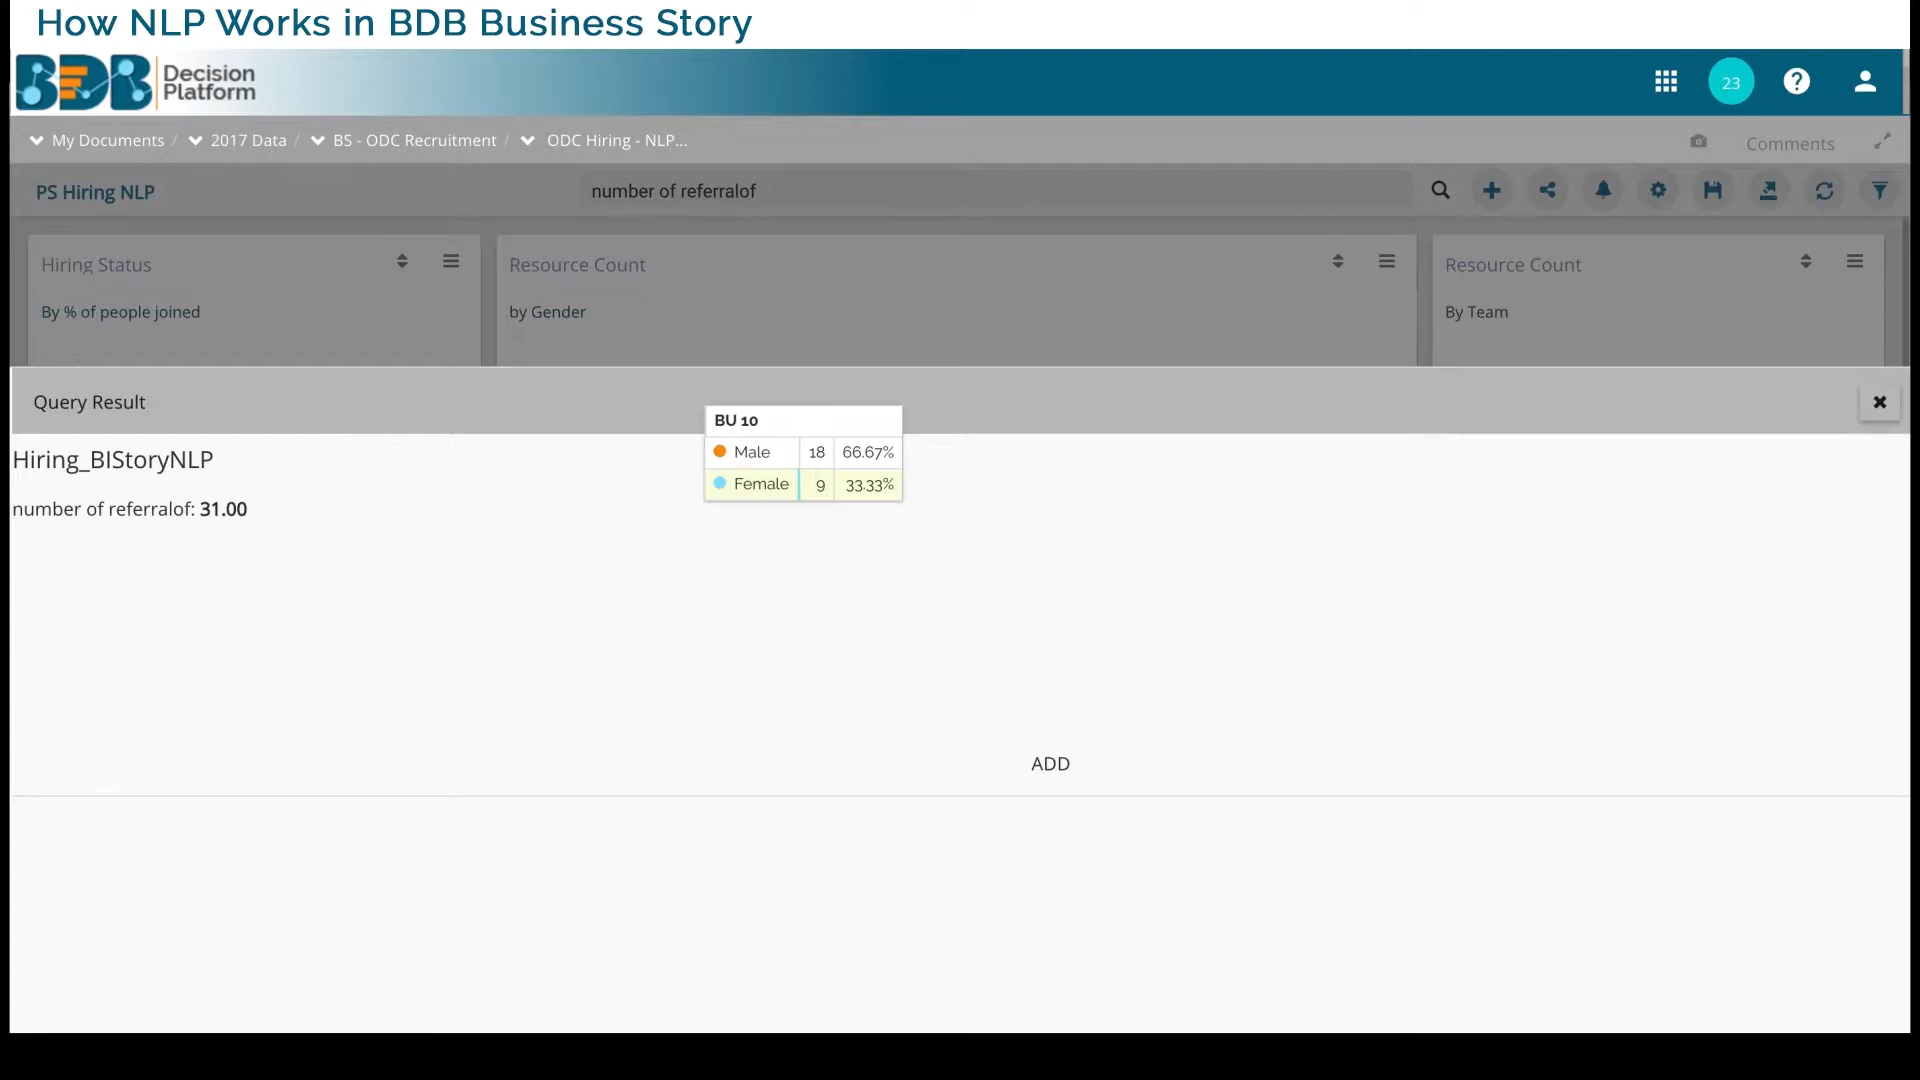 How NLP Works in BDB Business Story
BDB Decision Platform
23
My Documents / 2017 Data / BS - ODC Recruitment / ODC Hiring - NLP...
Comments
PS Hiring NLP
number of referralof
Hiring Status
Resource Count
Resource Count
By % of people joined
by Gender
By Team
Query Result
BU 10
Male 18 66.67%
Female 9 33.33%
Hiring_BIStoryNLP
number of referralof: 31.00
ADD